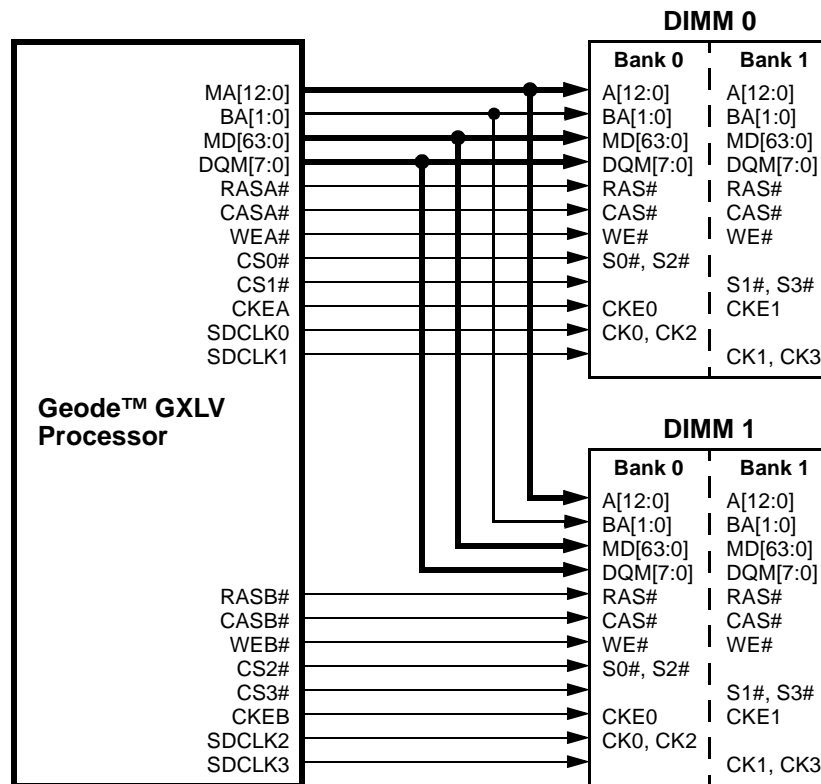 DIMM 0
Bank 0 Bank 1
MA[12:0] A[12:0] A[12:0]
BA[1:0] BA[1:0] BA[1:0]
MD[63:0] MD[63:0] MD[63:0]
DQM[7:0] DQM[7:0] DQM[7:0]
RASA# RAS# RAS#
CASA# CAS# CAS#
WEA# WE# WE#
CS0# S0#, S2#
CS1# S1#, S3#
CKEA CKE0 CKE1
SDCLK0 CK0, CK2
SDCLK1 CK1, CK3
Geode™ GXLV
Processor
DIMM 1
Bank 0 Bank 1
A[12:0] A[12:0]
BA[1:0] BA[1:0]
MD[63:0] MD[63:0]
DQM[7:0] DQM[7:0]
RASB# RAS# RAS#
CASB# CAS# CAS#
WEB# WE# WE#
CS2# S0#, S2#
CS3# S1#, S3#
CKEB CKE0 CKE1
SDCLK2 CK0, CK2
SDCLK3 CK1, CK3